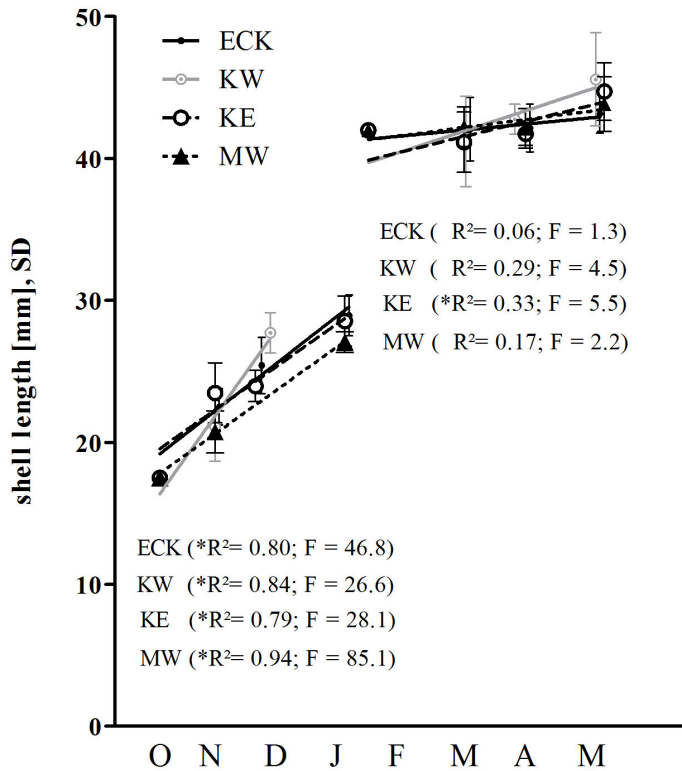 50
ECK
KW
KE
MW
40
ECK ( R²= 0.06; F = 1.3)
KW ( R²= 0.29; F = 4.5)
KE (*R²= 0.33; F = 5.5)
MW ( R²= 0.17; F = 2.2)
30
shell length [mm], SD
20
ECK (*R²= 0.80; F = 46.8)
KW (*R²= 0.84; F = 26.6)
KE (*R²= 0.79; F = 28.1)
MW (*R²= 0.94; F = 85.1)
10
0
O N D J F M A M